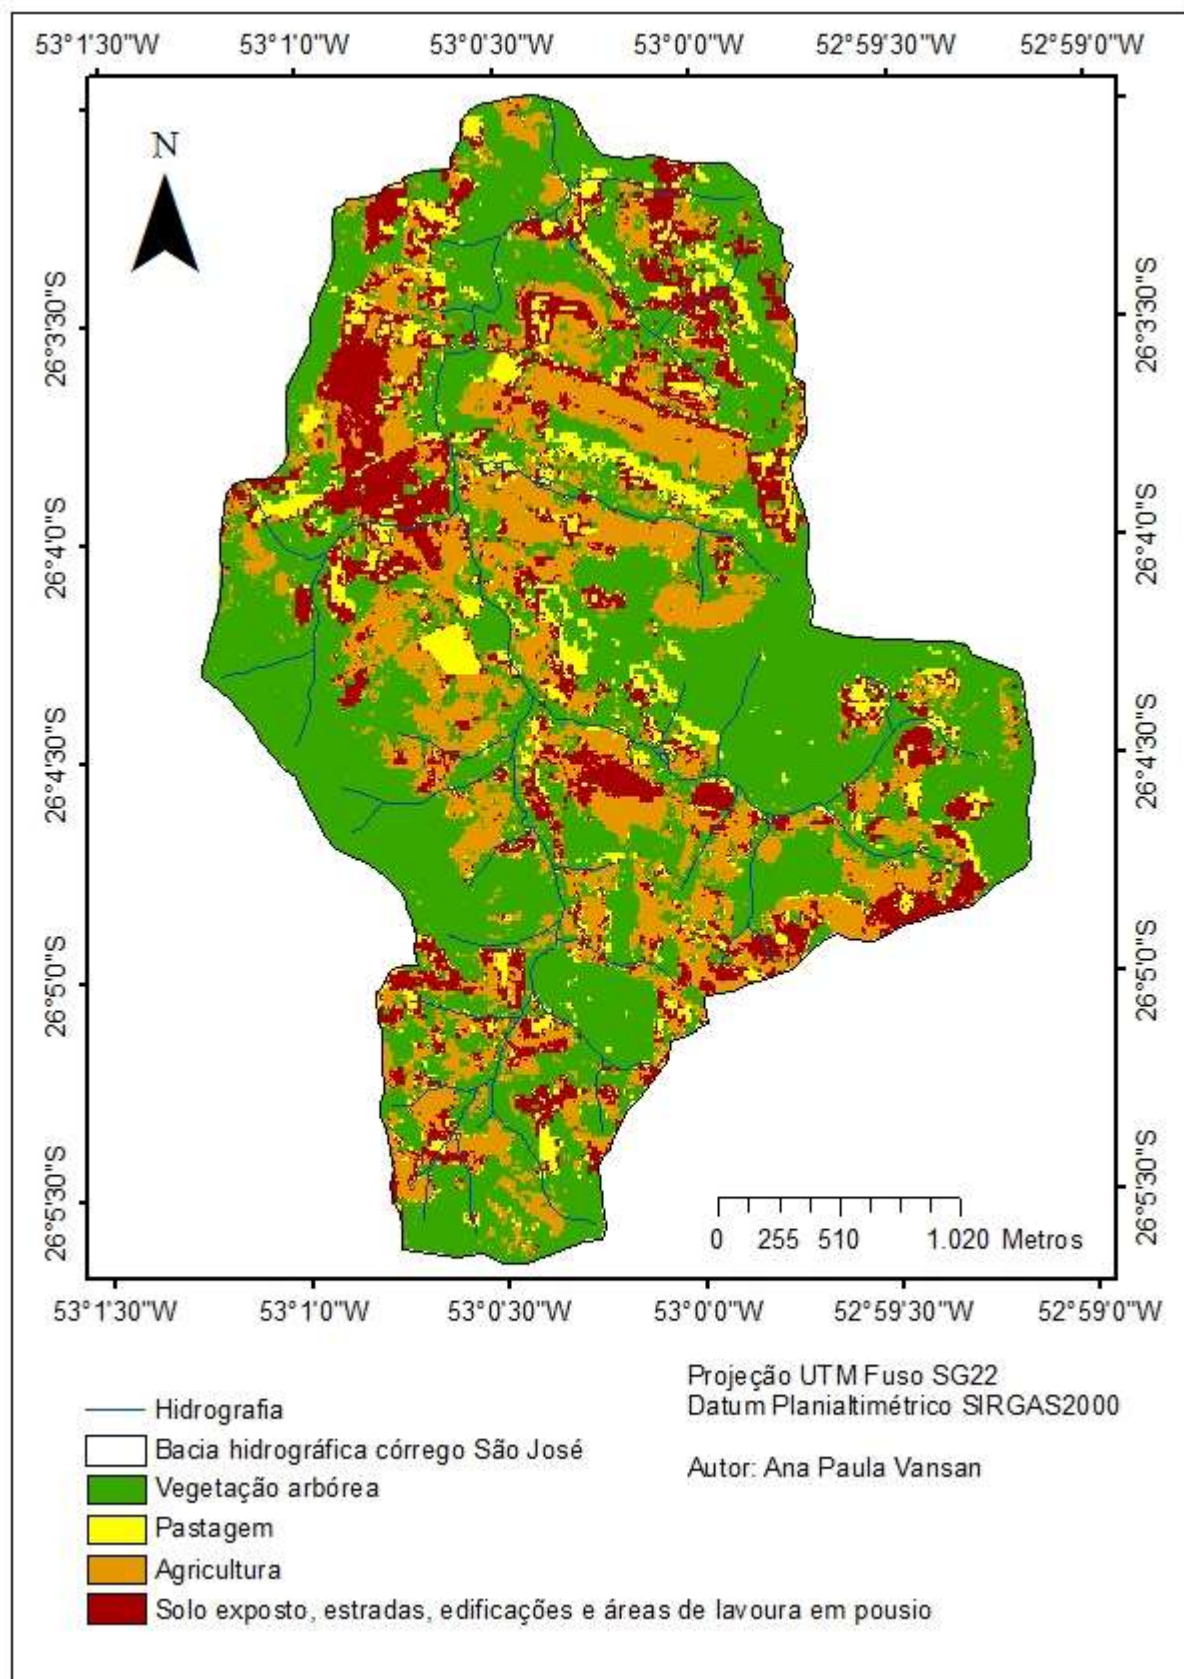 53°1'30"W 53°1'0"W 53°0'30"W 53°0'0"W 52°59'30"W 52°59'0"W
N
26°3'30"S 26°3'30"S
26°4'0"S 26°4'0"S
26°4'30"S 26°4'30"S
26°5'0"S 26°5'0"S
26°5'30"S 26°5'30"S
0 255 510 1.020 Metros
53°1'30"W 53°1'0"W 53°0'30"W 53°0'0"W 52°59'30"W 52°59'0"W
Projeção UTM Fuso SG22
Datum Planialtimétrico SIRGAS2000
Autor: Ana Paula Vansan
Hidrografia
Bacia hidrográfica córrego São José
Vegetação arbórea
Pastagem
Agricultura
Solo exposto, estradas, edificações e áreas de lavoura em pousio